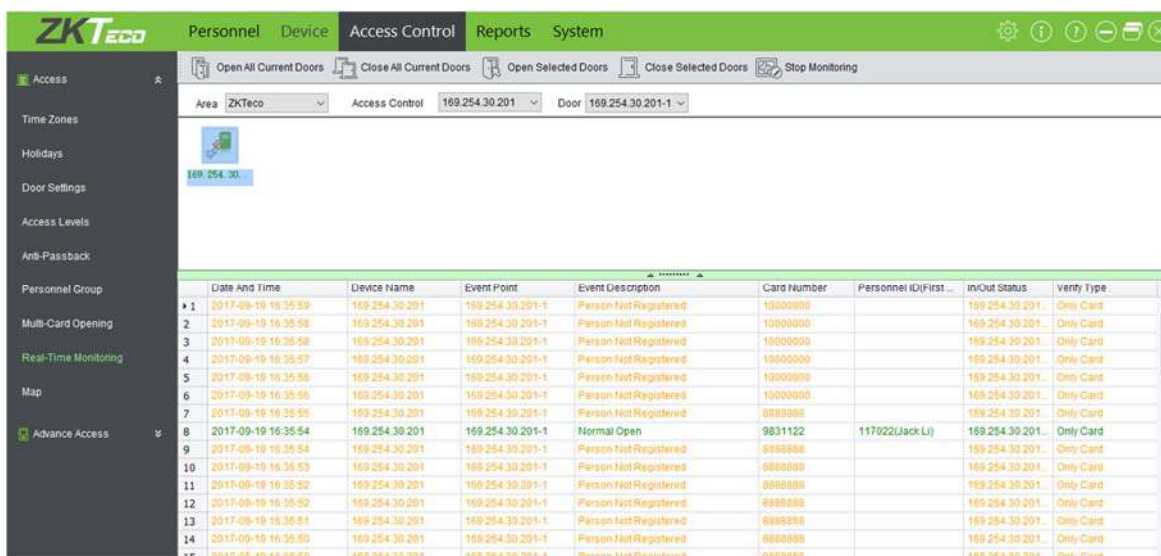 ZKTeco Personnel Device Access Control Reports System
Access
Time Zones
Holidays
Door Settings
Access Levels
Anti-Passback
Personnel Group
Multi-Card Opening
Real-Time Monitoring
Map
Advance Access
Open All Current Doors Close All Current Doors Open Selected Doors Close Selected Doors Stop Monitoring
Area ZKTeco Access Control 169.254.30.201 Door 169.254.30.201-1
169.254.30...
Date And Time Device Name Event Point Event Description Card Number Personnel ID(First ... In/Out Status Verify Type
1 2017-09-19 16:35:59 169.254.30.201 169.254.30.201-1 Person Not Registered 10000000 169.254.30.201... Only Card
2 2017-09-19 16:35:58 169.254.30.201 169.254.30.201-1 Person Not Registered 10000000 169.254.30.201... Only Card
3 2017-09-19 16:35:58 169.254.30.201 169.254.30.201-1 Person Not Registered 10000000 169.254.30.201... Only Card
4 2017-09-19 16:35:57 169.254.30.201 169.254.30.201-1 Person Not Registered 10000000 169.254.30.201... Only Card
5 2017-09-19 169.254.30.201 169.254.30.201-1 Person Not Registered 10000000 169.254.30.201... Only Card
6 2017-09-19 169.254.30.201 169.254.30.201-1 Person Not Registered 10000000 169.254.30.201... Only Card
7 2017-09-19 16:35:55 169.254.30.201 169.254.30.201-1 Person Not Registered 169.254.30.201... Only Card
8 2017-09-19 16:35:54 169.254.30.201 169.254.30.201-1 Normal Open 9831122 117022(Jack Li) 169.254.30.201... Only Card
9 2017-09-19 16:35:54 169.254.30.201 169.254.30.201-1 Person Not Registered 169.254.30.201... Only Card
10 2017-09-19 16:35:53 169.254.30.201 169.254.30.201-1 Person Not Registered 169.254.30.201... Only Card
11 2017-09-19 16:35:52 169.254.30.201 169.254.30.201-1 Person Not Registered 169.254.30.201... Only Card
12 2017-09-19 16:35:52 169.254.30.201 169.254.30.201-1 Person Not Registered 169.254.30.201... Only Card
13 2017-09-19 16:35:51 169.254.30.201 169.254.30.201-1 Person Not Registered 169.254.30.201... Only Card
14 2017-09-19 16:35:50 169.254.30.201 169.254.30.201-1 Person Not Registered 169.254.30.201... Only Card